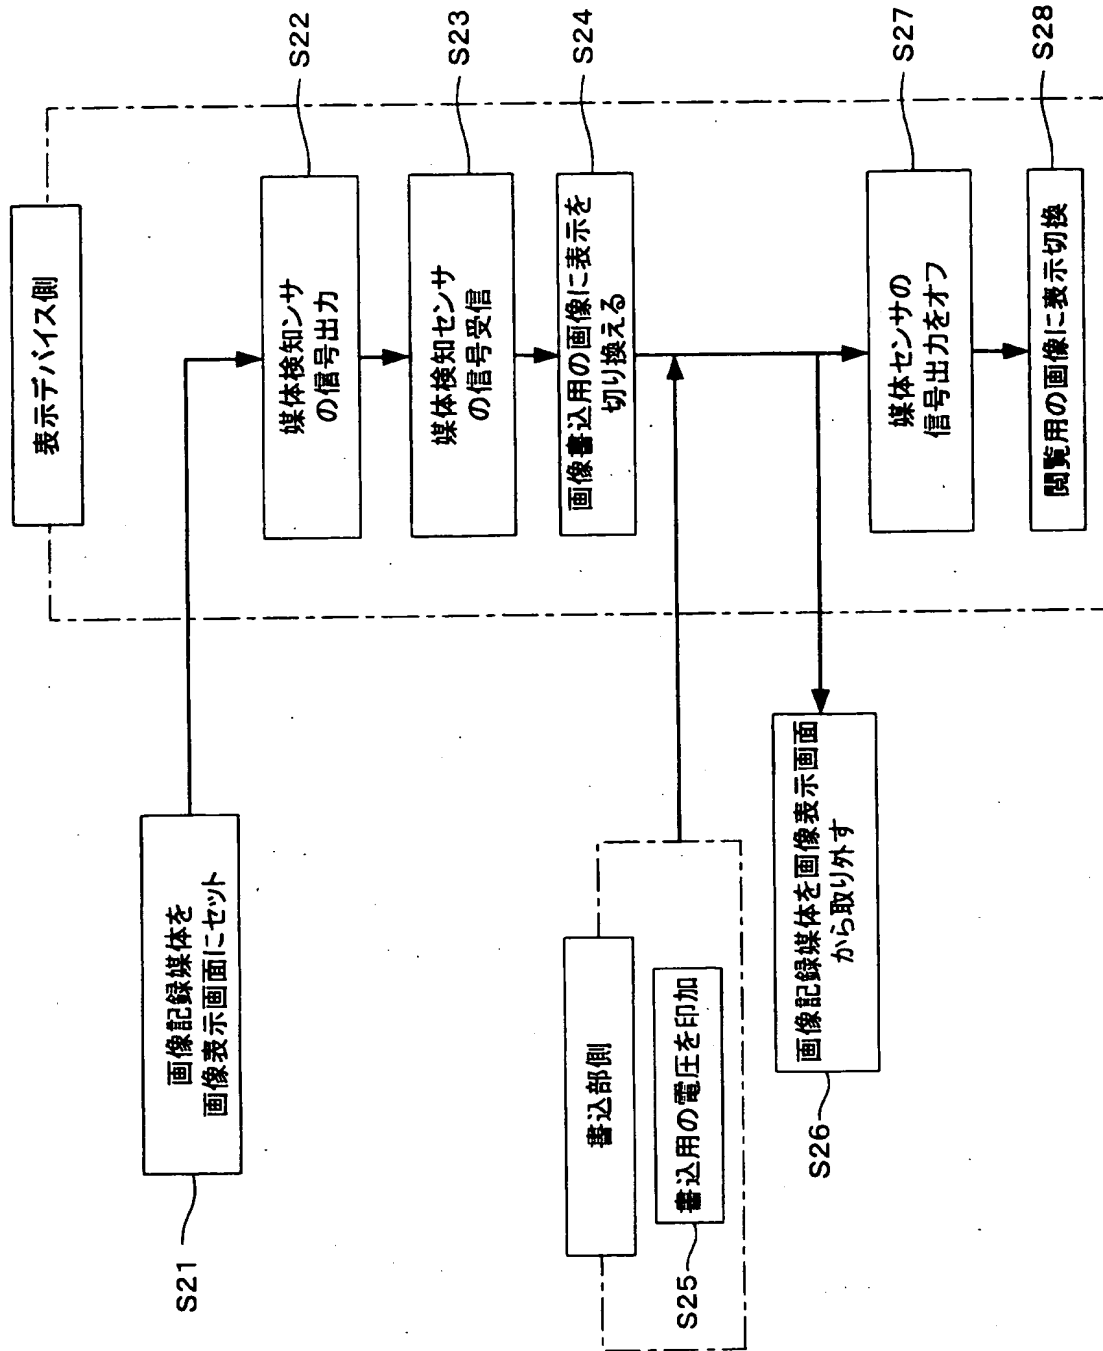 表示デバイス側
画像記録媒体を
画像表示画面にセット
S21
媒体検知ンサ
の信号出力
S22
媒体検知センサ
の信号受信
S23
画像書込用の画像に表示を
切り換える
S24
書込部側
書込用の電圧を印加
S25
画像記録媒体を画像表示画面
から取り外す
S26
媒体センサの
信号出力をオフ
S27
閲覧用の画像に表示切換
S28